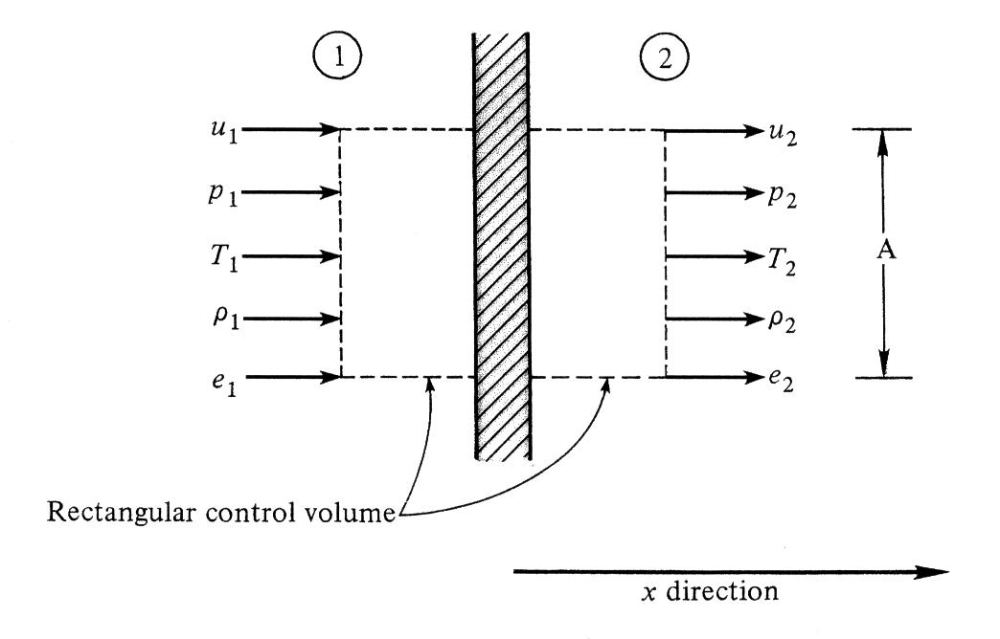 1 2
u1 u2
p1 p2
T1 T2
A
ρ1 ρ2
e1 e2
Rectangular control volume
x direction